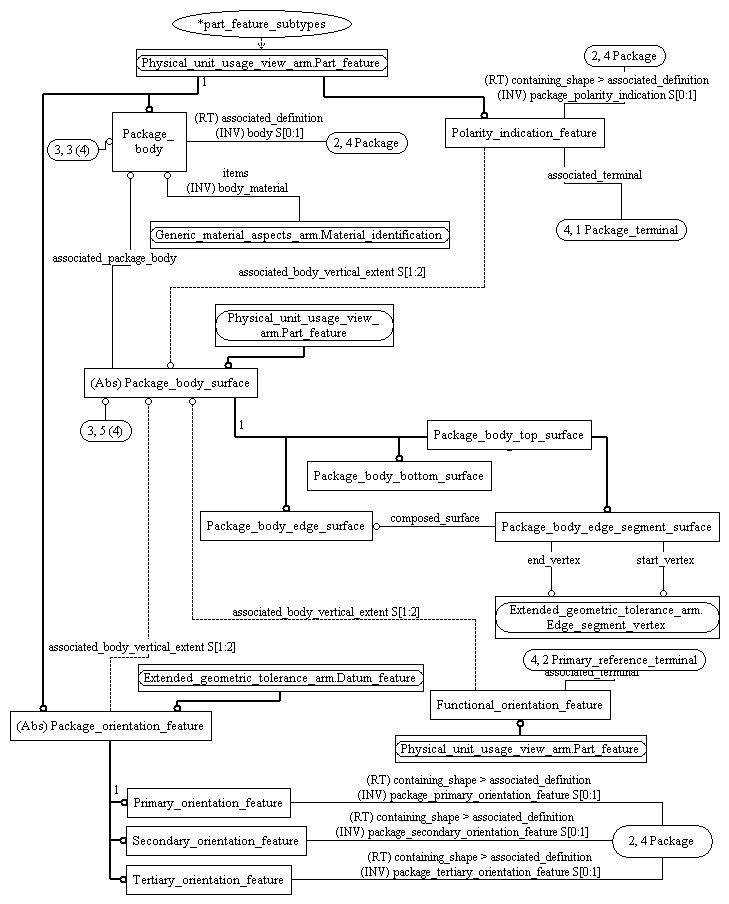 *part_feature_subtypes
Physical_unit_usage_view_arm.Part_feature
1
2, 4 Package
(RT) containing_shape > associated_definition
(INV) package_polarity_indication S[0:1]
Polarity_indication_feature
(RT) associated_definition
(INV) body S[0:1]
Package_
body
3, 3 (4)
2, 4 Package
items
(INV) body_material
associated_terminal
Generic_material_aspects_arm.Material_identification
4, 1 Package_terminal
associated_package_body
associated_body_vertical_extent S[1:2]
Physical_unit_usage_view_
arm.Part_feature
(Abs) Package_body_surface
3, 5 (4)
1
Package_body_top_surface
Package_body_bottom_surface
Package_body_edge_surface
composed_surface
Package_body_edge_segment_surface
end_vertex
start_vertex
Extended_geometric_tolerance_arm.
Edge_segment_vertex
associated_body_vertical_extent S[1:2]
associated_body_vertical_extent S[1:2]
4, 2 Primary_reference_terminal
associated_terminal
Extended_geometric_tolerance_arm.Datum_feature
Functional_orientation_feature
(Abs) Package_orientation_feature
Physical_unit_usage_view_arm.Part_feature
1
Primary_orientation_feature
(RT) containing_shape > associated_definition
(INV) package_primary_orientation_feature S[0:1]
Secondary_orientation_feature
(RT) containing_shape > associated_definition
(INV) package_secondary_orientation_feature S[0:1]
2, 4 Package
Tertiary_orientation_feature
(RT) containing_shape > associated_definition
(INV) package_tertiary_orientation_feature S[0:1]